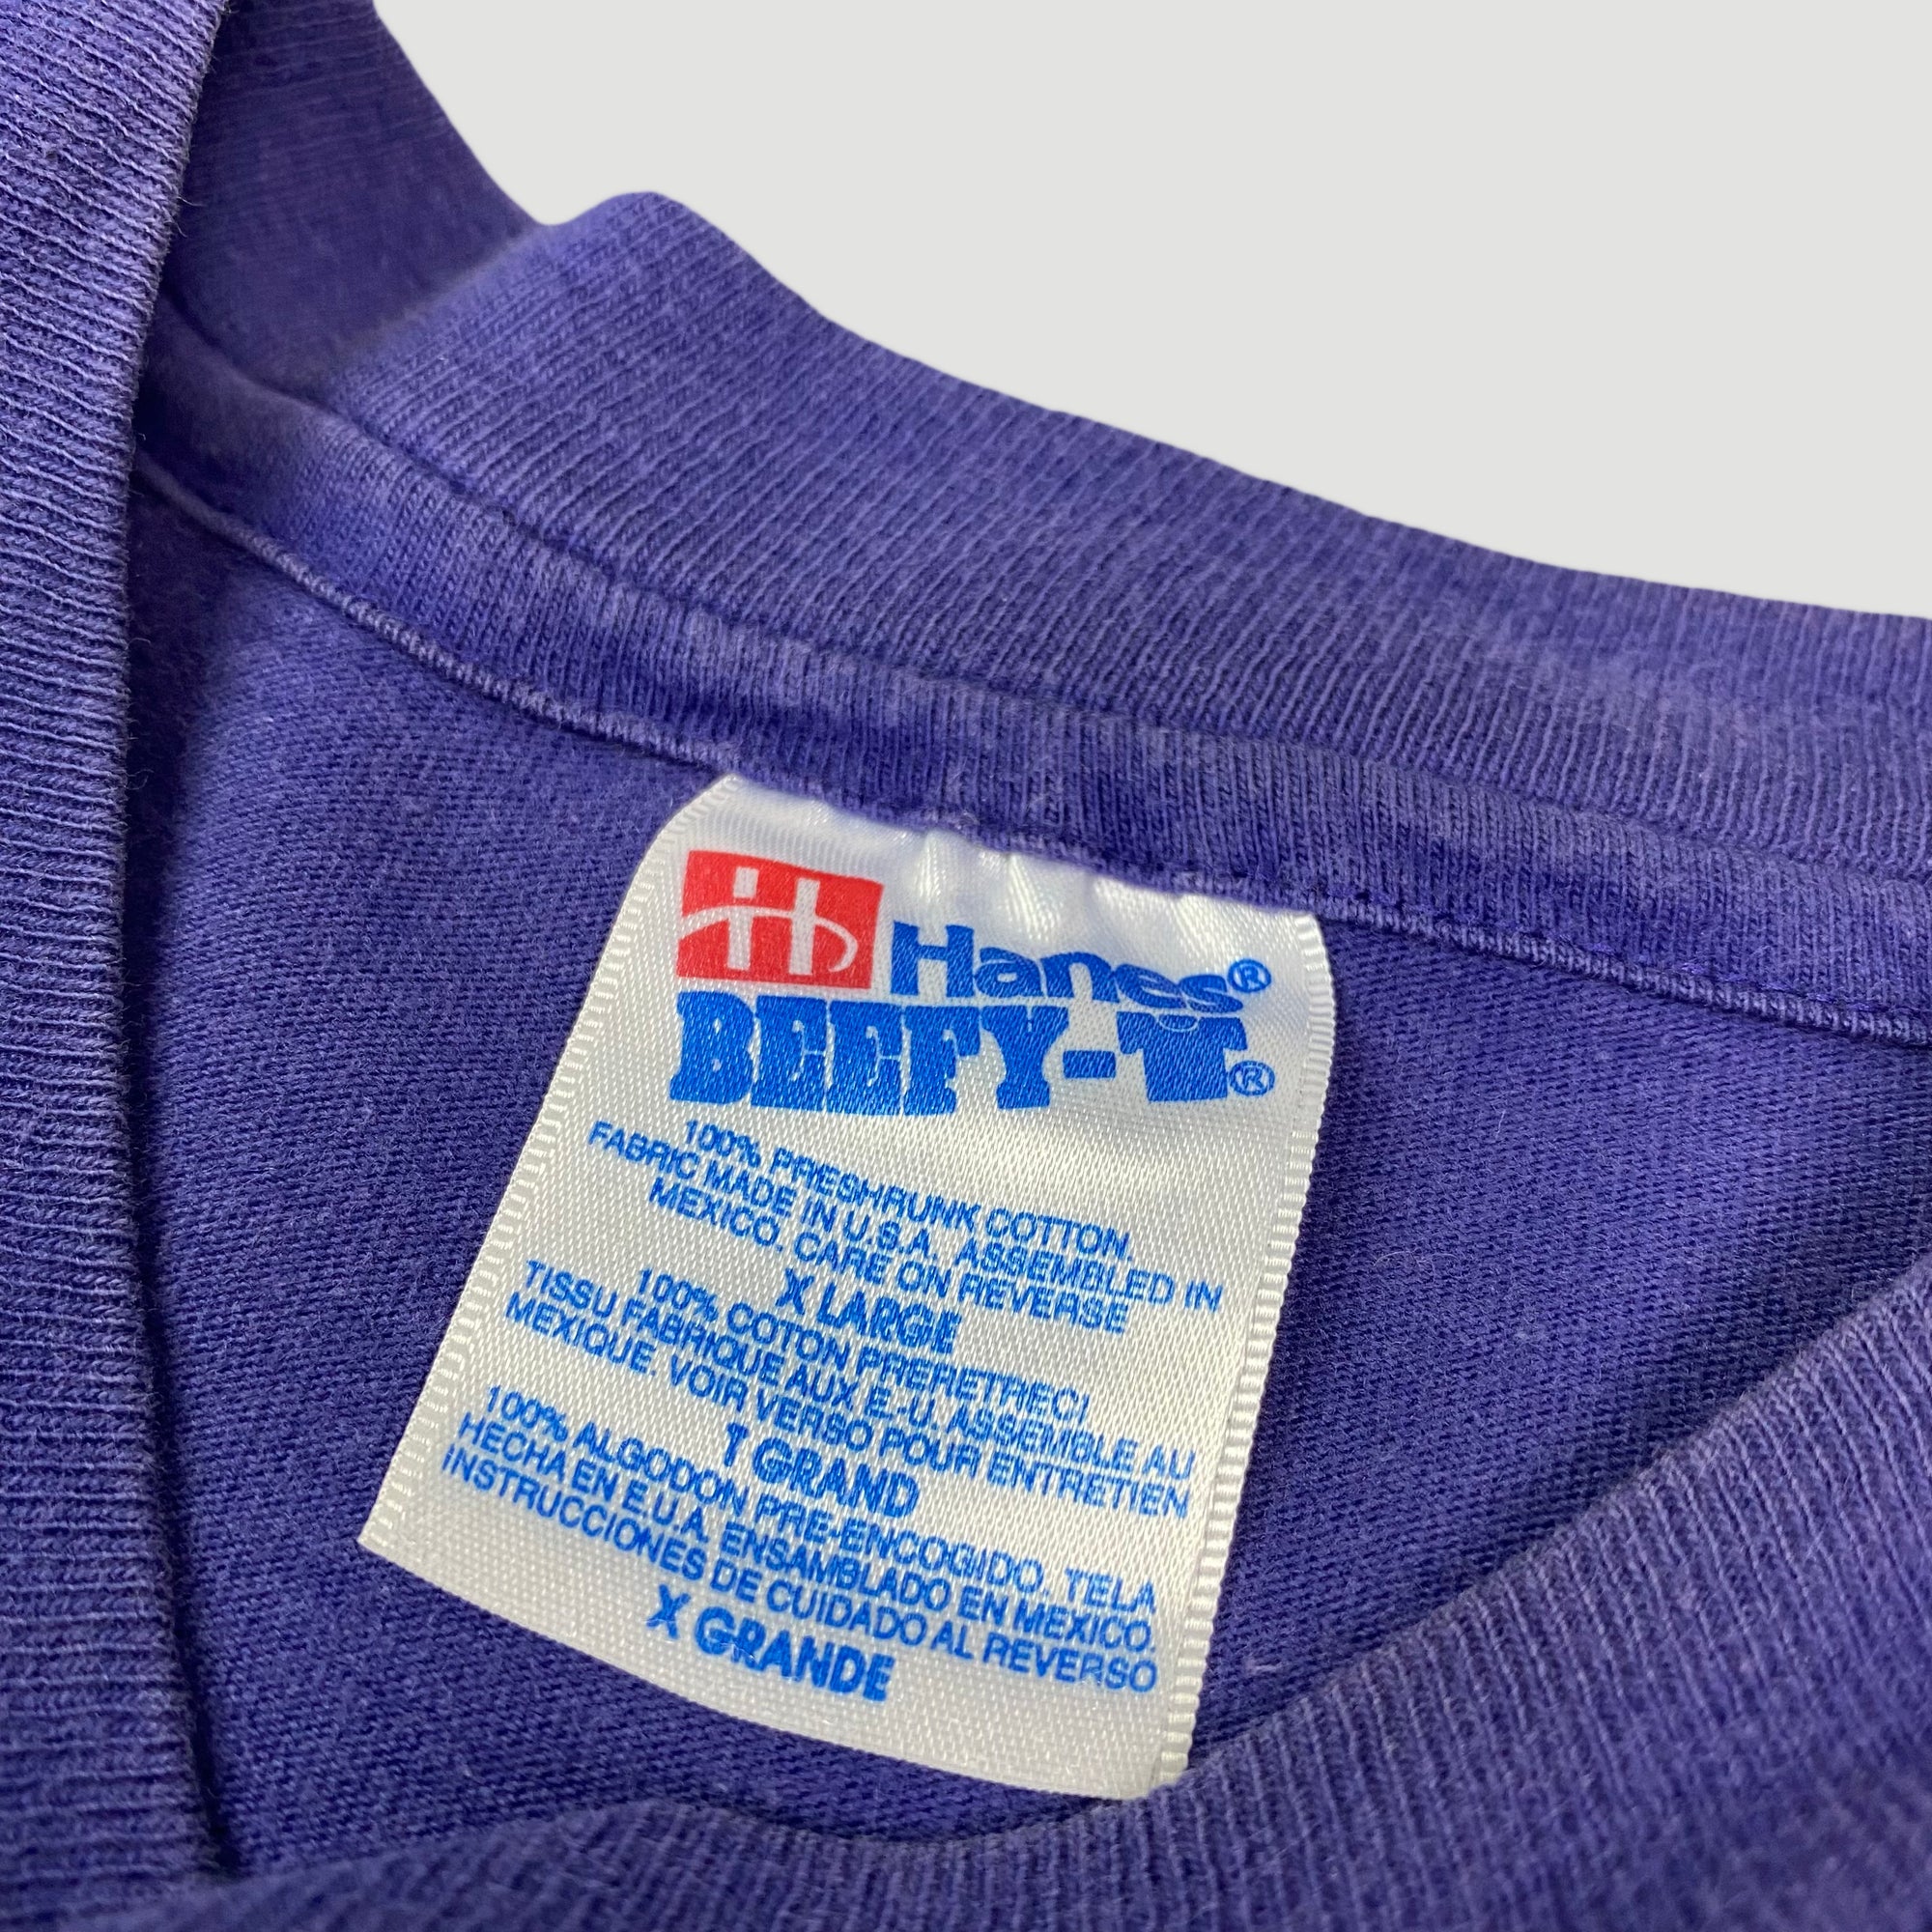 H Hanes®
BEEFY-T®
100% PRESHRUNK COTTON.
FABRIC MADE IN U.S.A. ASSEMBLED IN
MEXICO. CARE ON REVERSE
X LARGE
100% COTON PRERETRECI
TISSU FABRIQUE AUX E.-U. ASSEMBLE AU
MEXIQUE. VOIR VERSO POUR ENTRETIEN
T GRAND
100% ALGODON PRE-ENCOGIDO. TELA
HECHA EN E.U.A. ENSAMBLADO EN MEXICO.
INSTRUCCIONES DE CUIDADO AL REVERSO
X GRANDE